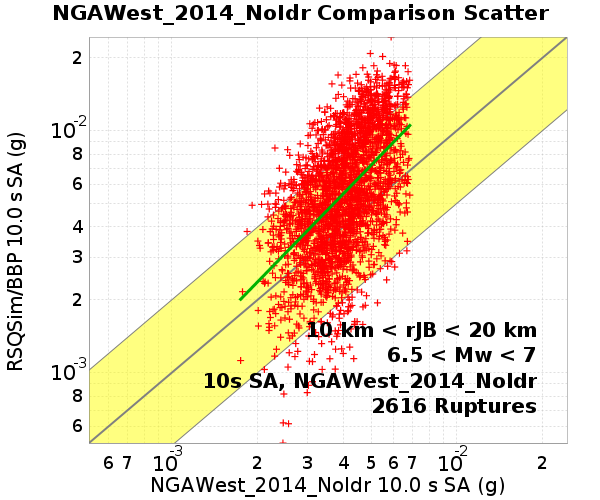 NGAWest_2014_NoIdr Comparison Scatter
RSQSim/BBP 10.0 s SA (g)
2
10-2
8
6
4
3
2
10-3
8
6
10 km < rJB < 20 km
6.5 < Mw < 7
10s SA, NGAWest_2014_NoIdr
2616 Ruptures
6 7 10-3 2 3 4 5 6 7 10-2 2
NGAWest_2014_NoIdr 10.0 s SA (g)